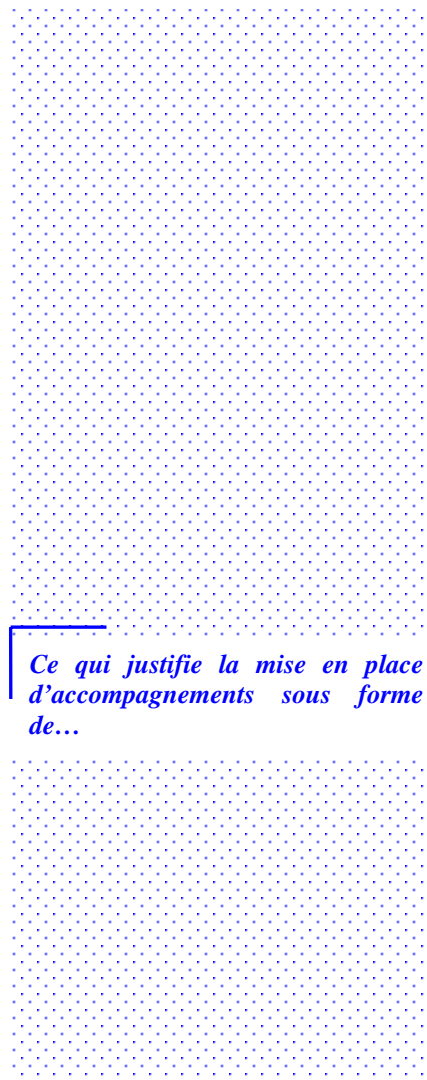 Ce qui justifie la mise en place
d’accompagnements sous forme
de…